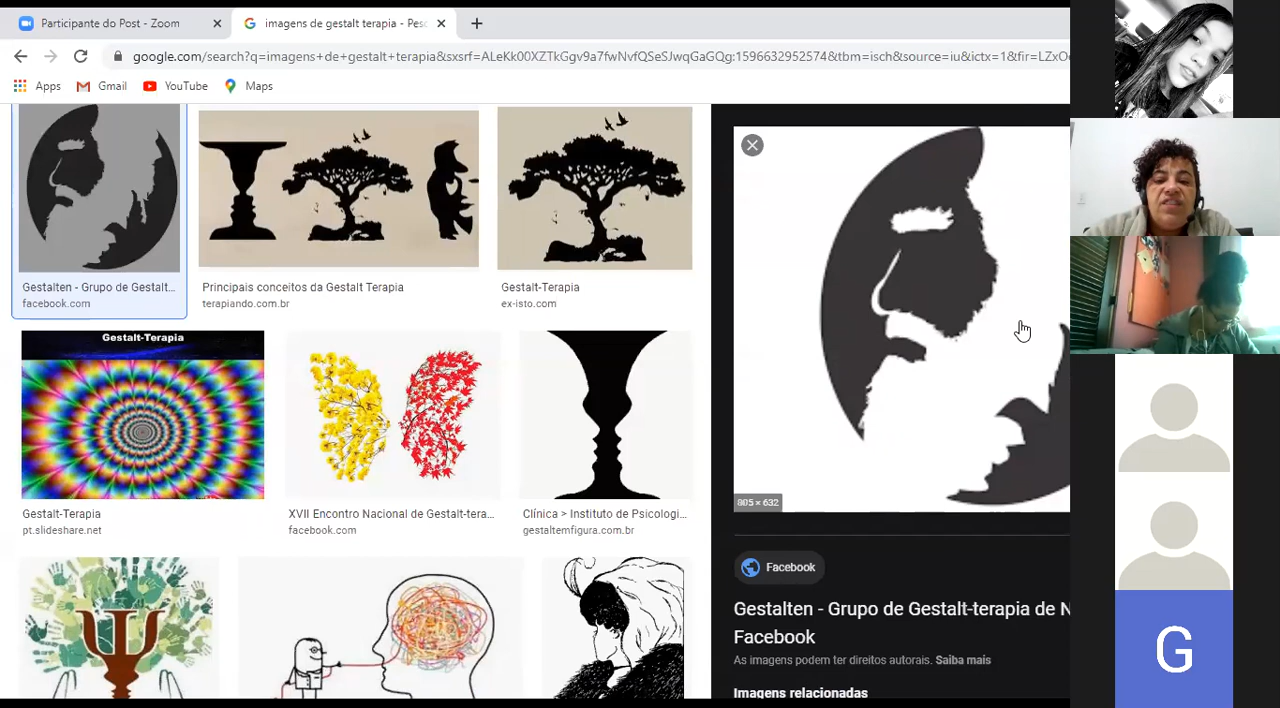 Participante do Post - Zoom
imagens de gestalt terapia - Pesc
google.com/search?q=imagens+de+gestalt+terapia&sxsrf=ALeKk00XZTkGgv9a7fwNvfQSeSJwqGaGQg:1596632952574&tbm=isch&source=iu&ictx=1&fir=LZxO
Apps Gmail YouTube Maps
Gestalten - Grupo de Gestalt...
facebook.com
Principais conceitos da Gestalt Terapia
terapiando.com.br
Gestalt-Terapia
ex-isto.com
Gestalt-Terapia
Gestalt-Terapia
pt.slideshare.net
XVII Encontro Nacional de Gestalt-tera...
facebook.com
Clínica > Instituto de Psicologi...
gestaltemfigura.com.br
805 × 632
Facebook
Gestalten - Grupo de Gestalt-terapia de N
Facebook
As imagens podem ter direitos autorais. Saiba mais
Imagens relacionadas
G